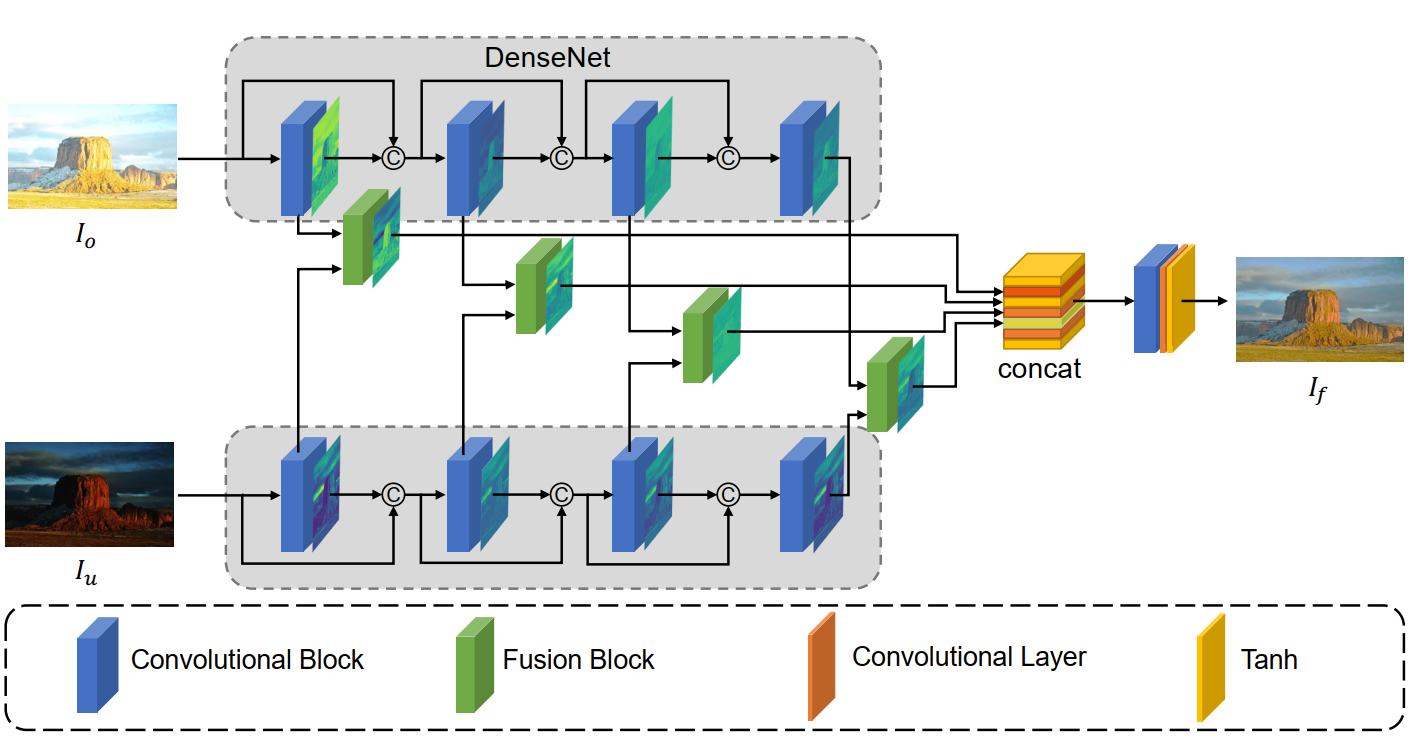 DenseNet
C C C
I_o
concat
I_f
C C C
I_u
Convolutional Block
Fusion Block
Convolutional Layer
Tanh